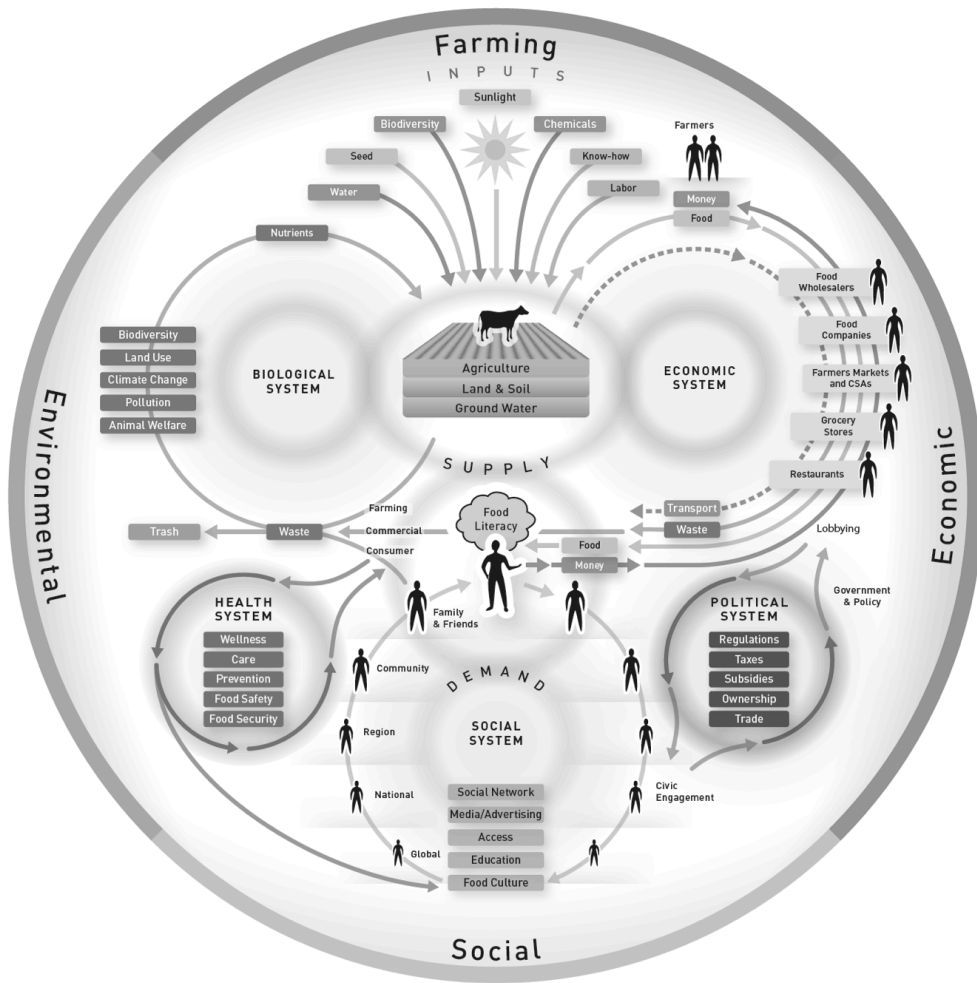 Farming
INPUTS
Sunlight
Biodiversity
Chemicals
Farmers
Seed
Know-how
Water
Labor
Money
Food
Nutrients
Food
Wholesalers
Food
Companies
Farmers Markets
and CSAs
Grocery
Stores
Restaurants
Biodiversity
Land Use
Climate Change
Pollution
Animal Welfare
BIOLOGICAL
SYSTEM
Agriculture
Land & Soil
Ground Water
ECONOMIC
SYSTEM
Environmental
Economic
SUPPLY
Farming
Commercial
Consumer
Trash
Waste
Food
Literacy
Transport
Waste
Food
Money
Lobbying
Government
& Policy
HEALTH
SYSTEM
Wellness
Care
Prevention
Food Safety
Food Security
Family
& Friends
Community
Region
National
Global
DEMAND
SOCIAL
SYSTEM
Social Network
Media/Advertising
Access
Education
Food Culture
POLITICAL
SYSTEM
Regulations
Taxes
Subsidies
Ownership
Trade
Civic
Engagement
Social